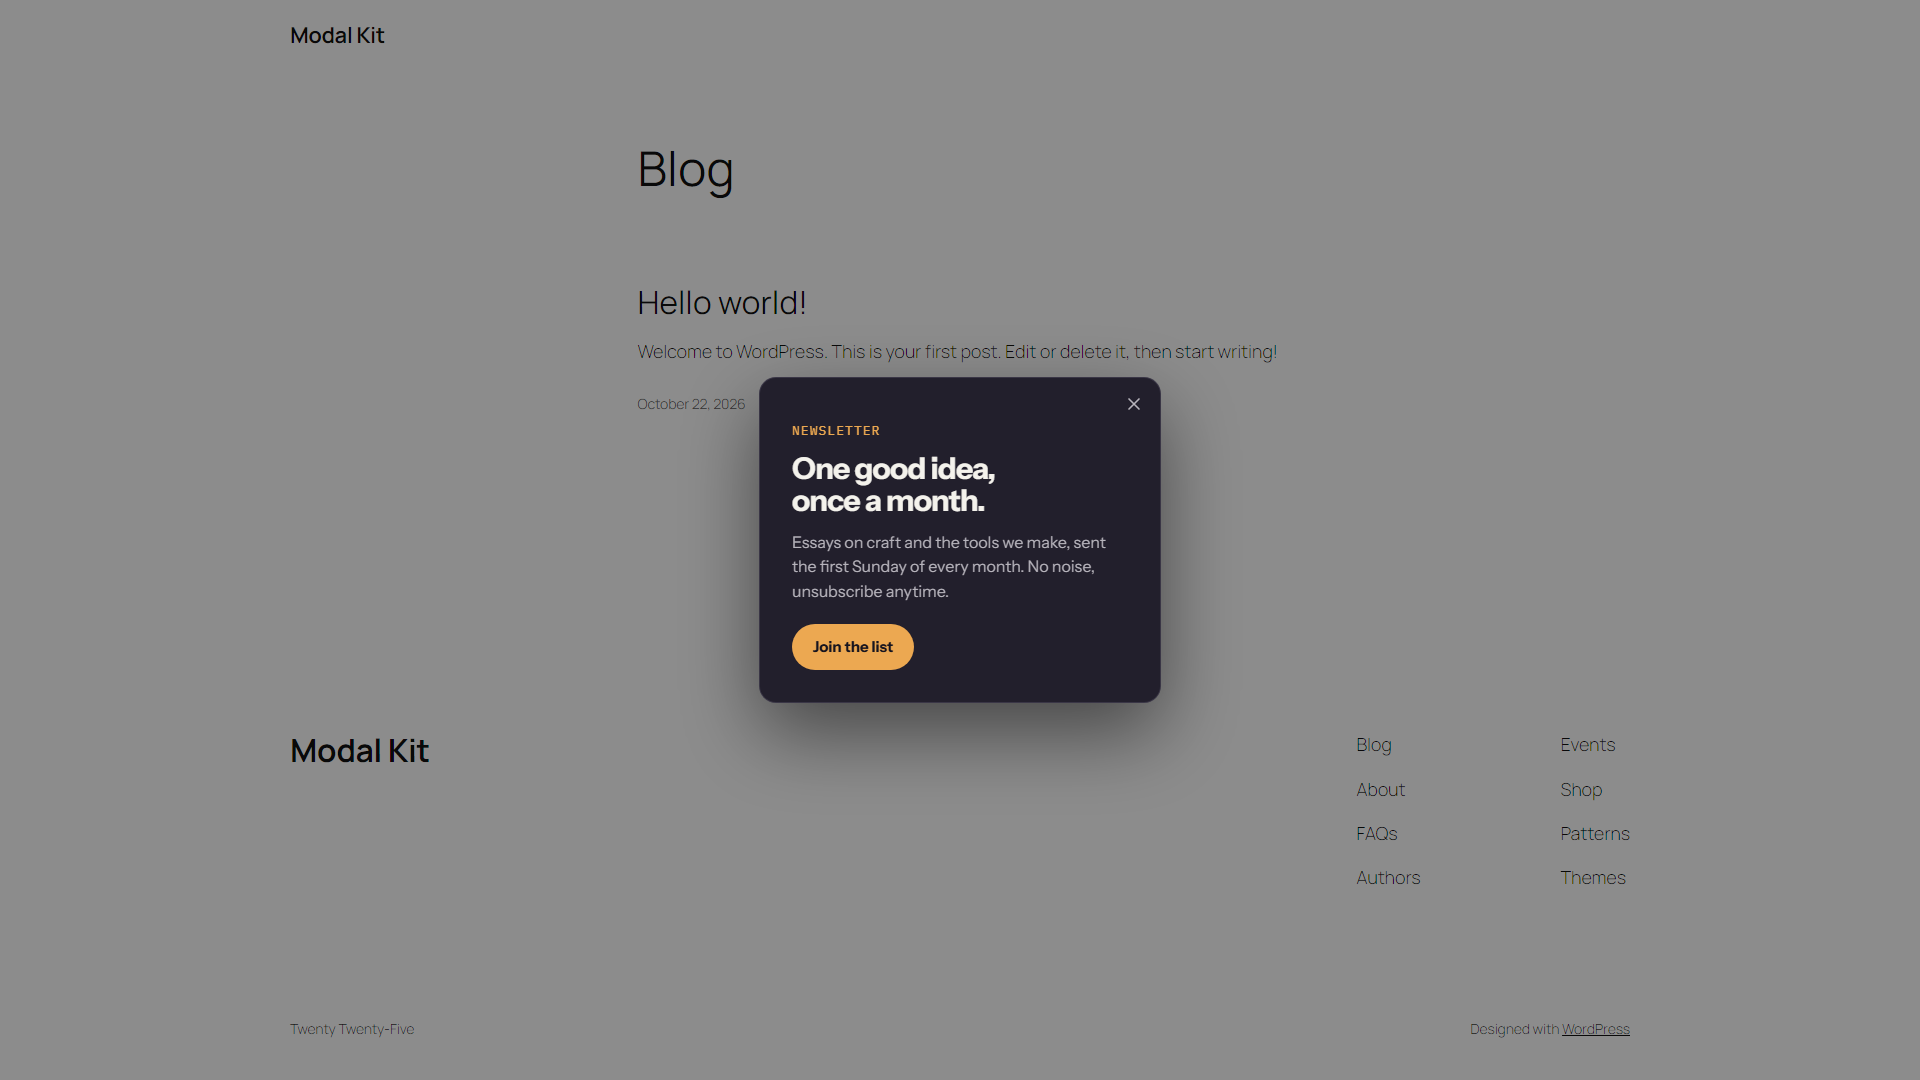 Modal Kit
Blog
Hello world!
Welcome to WordPress. This is your first post. Edit or delete it, then start writing!
October 22, 2026
NEWSLETTER
One good idea,
once a month.
Essays on craft and the tools we make, sent
the first Sunday of every month. No noise,
unsubscribe anytime.
Join the list
Modal Kit
Blog
About
FAQs
Authors
Events
Shop
Patterns
Themes
Twenty Twenty-Five
Designed with WordPress